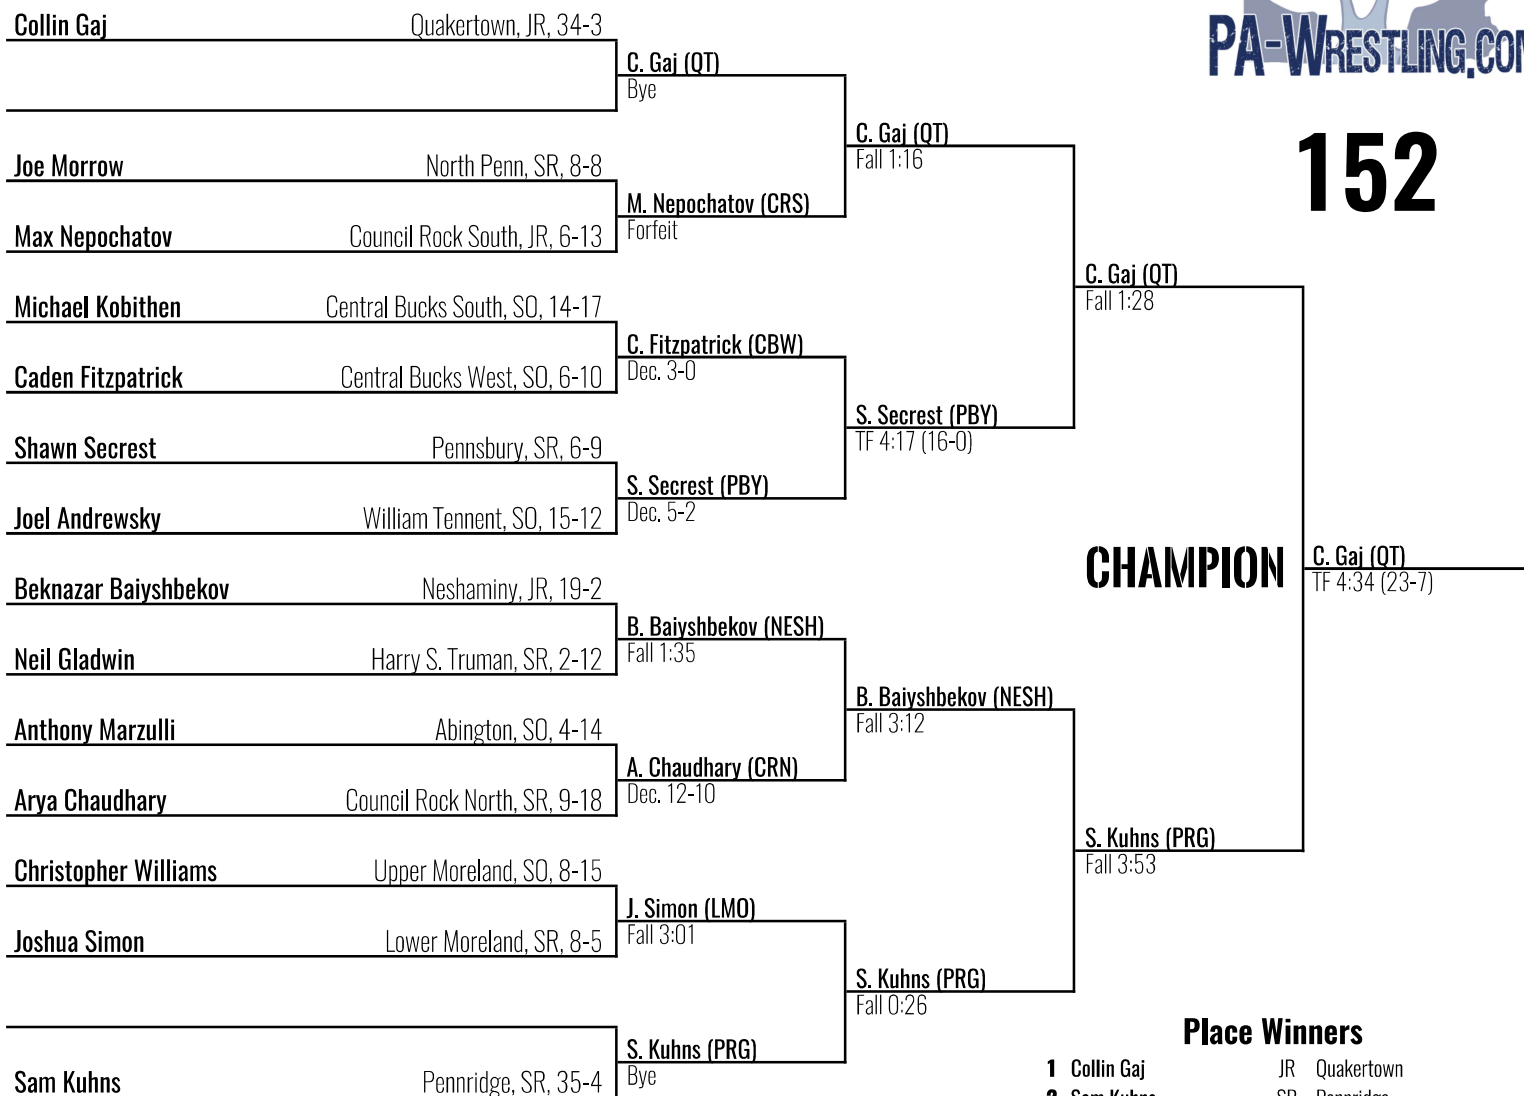 PA-WRESTLING.COM
152
Collin Gaj Quakertown, JR, 34-3
C. Gaj (QT)
Bye
Joe Morrow North Penn, SR, 8-8
Max Nepochatov Council Rock South, JR, 6-13
M. Nepochatov (CRS)
Forfeit
C. Gaj (QT)
Fall 1:16
Michael Kobithen Central Bucks South, SO, 14-17
Caden Fitzpatrick Central Bucks West, SO, 6-10
C. Fitzpatrick (CBW)
Dec. 3-0
Shawn Secrest Pennsbury, SR, 6-9
Joel Andrewsky William Tennent, SO, 15-12
S. Secrest (PBY)
Dec. 5-2
S. Secrest (PBY)
TF 4:17 (16-0)
C. Gaj (QT)
Fall 1:28
Beknazar Baiyshbekov Neshaminy, JR, 19-2
Neil Gladwin Harry S. Truman, SR, 2-12
B. Baiyshbekov (NESH)
Fall 1:35
Anthony Marzulli Abington, SO, 4-14
Arya Chaudhary Council Rock North, SR, 9-18
A. Chaudhary (CRN)
Dec. 12-10
B. Baiyshbekov (NESH)
Fall 3:12
Christopher Williams Upper Moreland, SO, 8-15
Joshua Simon Lower Moreland, SR, 8-5
J. Simon (LMO)
Fall 3:01
Sam Kuhns Pennridge, SR, 35-4
S. Kuhns (PRG)
Bye
S. Kuhns (PRG)
Fall 0:26
S. Kuhns (PRG)
Fall 3:53
CHAMPION
C. Gaj (QT)
TF 4:34 (23-7)
Place Winners
1 Collin Gaj JR Quakertown
2 Sam Kuhns SR Pennridge